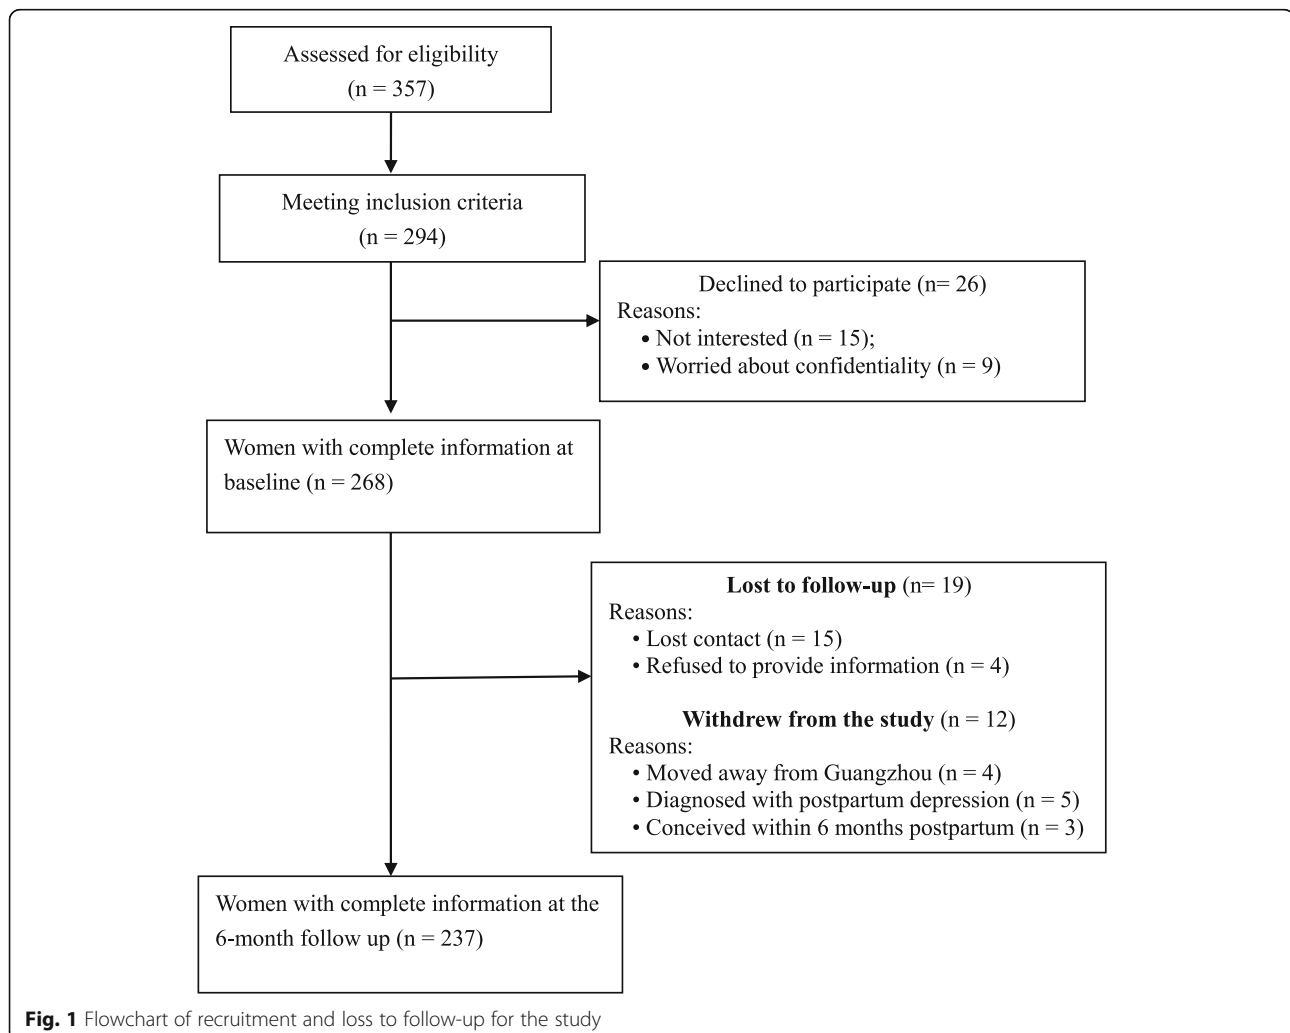 Assessed for eligibility
(n = 357)
Meeting inclusion criteria
(n = 294)
Declined to participate (n= 26)
Reasons:
• Not interested (n = 15);
• Worried about confidentiality (n = 9)
Women with complete information at
baseline (n = 268)
Lost to follow-up (n= 19)
Reasons:
• Lost contact (n = 15)
• Refused to provide information (n = 4)
Withdrew from the study (n = 12)
Reasons:
• Moved away from Guangzhou (n = 4)
• Diagnosed with postpartum depression (n = 5)
• Conceived within 6 months postpartum (n = 3)
Women with complete information at the
6-month follow up (n = 237)
Fig. 1 Flowchart of recruitment and loss to follow-up for the study